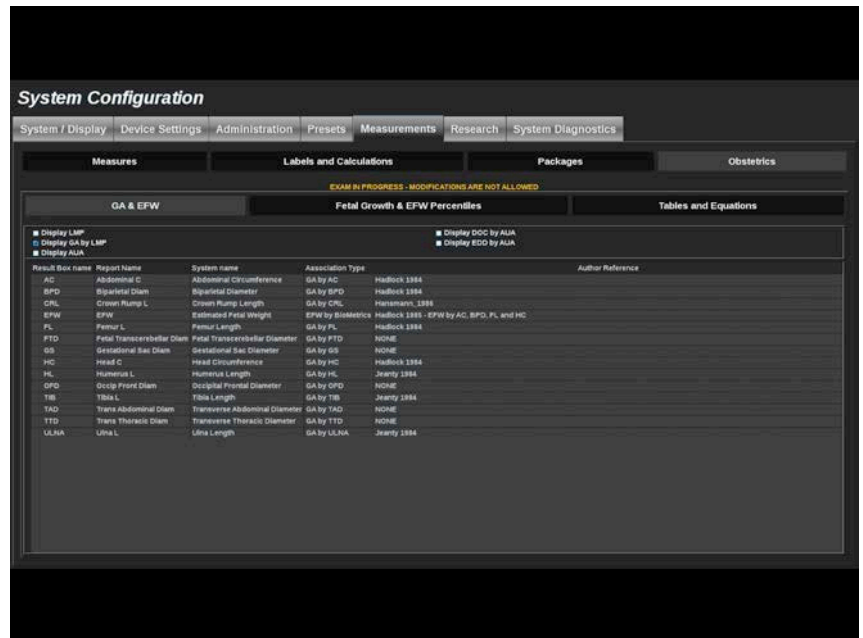 System Configuration
System / Display Device Settings Administration Presets Measurements Research System Diagnostics
Measures Labels and Calculations Packages Obstetrics
EXAM IN PROGRESS - MODIFICATIONS ARE NOT ALLOWED
GA & EFW Fetal Growth & EFW Percentiles Tables and Equations
Display LMP Display DOC by AUA
Display GA by LMP Display EDD by AUA
Display AUA
Result Box name Report Name System name Association Type Author Reference
AC Abdominal C Abdominal Circumference GA by AC Hadlock 1984
BPD Biparietal Diam Biparietal Diameter GA by BPD Hadlock 1984
CRL Crown Rump L Crown Rump Length GA by CRL Hansmann_1986
EFW EFW Estimated Fetal Weight EFW by BioMetrics Hadlock 1985 - EFW by AC, BPD, FL and HC
FL Femur L Femur Length GA by FL Hadlock 1984
FTD Fetal Transcerebellar Diam Fetal Transcerebellar Diameter GA by FTD NONE
GS Gestational Sac Diam Gestational Sac Diameter GA by GS NONE
HC Head C Head Circumference GA by HC Hadlock 1984
HL Humerus L Humerus Length GA by HL Jeanty 1984
OFD Occip Front Diam Occipital Frontal Diameter GA by OFD NONE
TIB Tibia L Tibia Length GA by TIB Jeanty 1984
TAD Trans Abdominal Diam Transverse Abdominal Diameter GA by TAD NONE
TTD Trans Thoracic Diam Transverse Thoracic Diameter GA by TTD NONE
ULNA Ulna L Ulna Length GA by ULNA Jeanty 1984